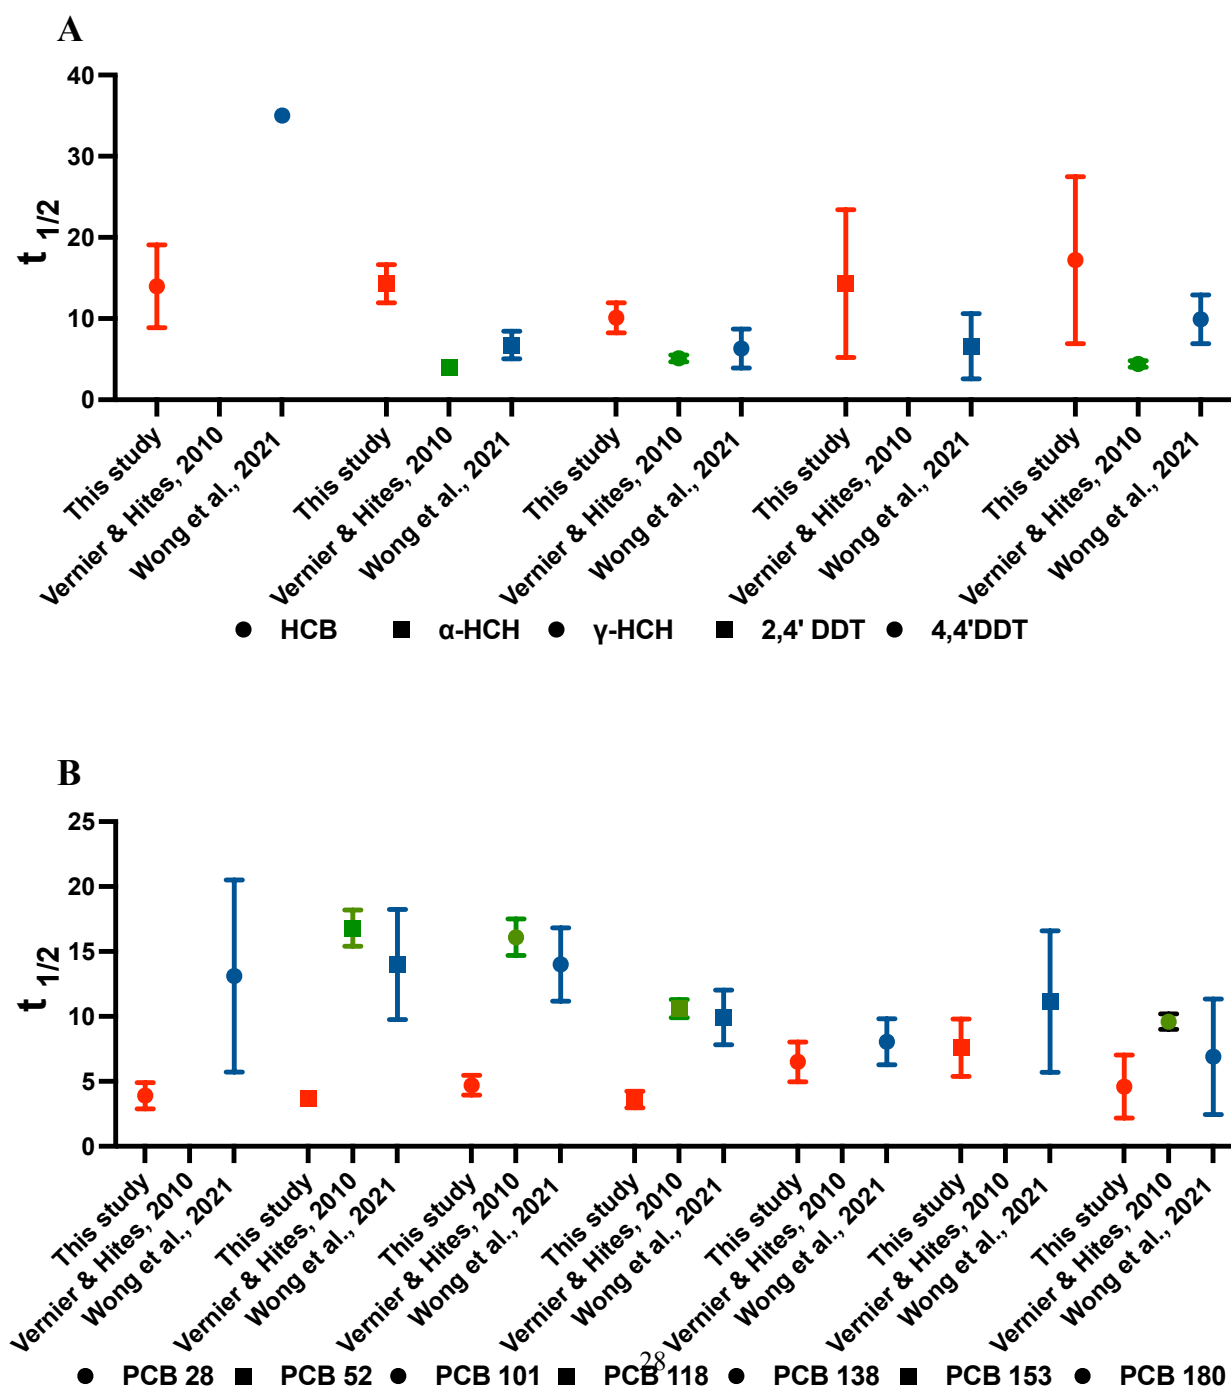 A
40
30
20
10
0
t 1/2
This study
Vernier & Hites, 2010
Wong et al., 2021
This study
Vernier & Hites, 2010
Wong et al., 2021
This study
Vernier & Hites, 2010
Wong et al., 2021
This study
Vernier & Hites, 2010
Wong et al., 2021
This study
Vernier & Hites, 2010
Wong et al., 2021
HCB α-HCH γ-HCH 2,4' DDT 4,4'DDT
B
25
20
15
10
5
0
t 1/2
This study
Vernier & Hites, 2010
Wong et al., 2021
This study
Vernier & Hites, 2010
Wong et al., 2021
This study
Vernier & Hites, 2010
Wong et al., 2021
This study
Vernier & Hites, 2010
Wong et al., 2021
This study
Vernier & Hites, 2010
Wong et al., 2021
This study
Vernier & Hites, 2010
Wong et al., 2021
This study
Vernier & Hites, 2010
Wong et al., 2021
28
PCB 28 PCB 52 PCB 101 PCB 118 PCB 138 PCB 153 PCB 180